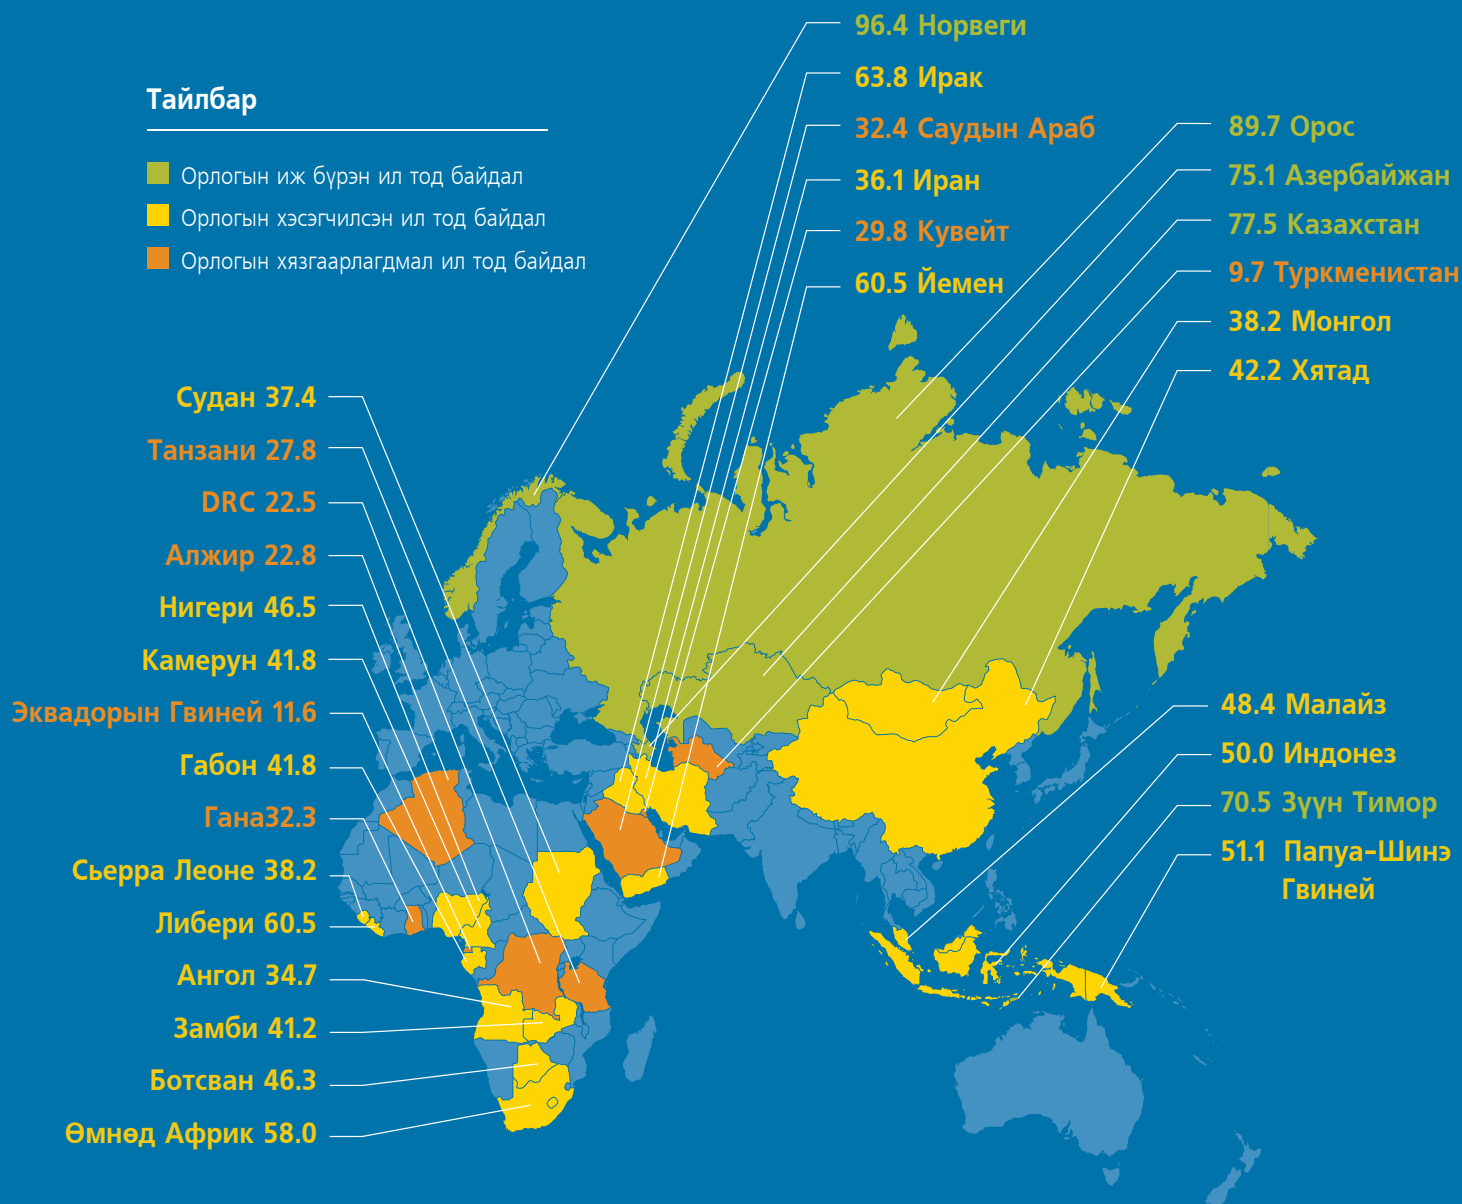 Тайлбар
Орлогын иж бүрэн ил тод байдал
Орлогын хэсэгчилсэн ил тод байдал
Орлогын хязгаарлагдмал ил тод байдал
96.4 Норвеги
63.8 Ирак
32.4 Саудын Араб
36.1 Иран
29.8 Кувейт
60.5 Йемен
89.7 Орос
75.1 Азербайжан
77.5 Казахстан
9.7 Туркменистан
38.2 Монгол
42.2 Хятад
Судан 37.4
Танзани 27.8
DRC 22.5
Алжир 22.8
Нигери 46.5
Камерун 41.8
Эквадорын Гвиней 11.6
Габон 41.8
Гана32.3
Сьерра Леоне 38.2
Либери 60.5
Ангол 34.7
Замби 41.2
Ботсван 46.3
Өмнөд Африк 58.0
48.4 Малайз
50.0 Индонез
70.5 Зүүн Тимор
51.1 Папуа-Шинэ
Гвиней